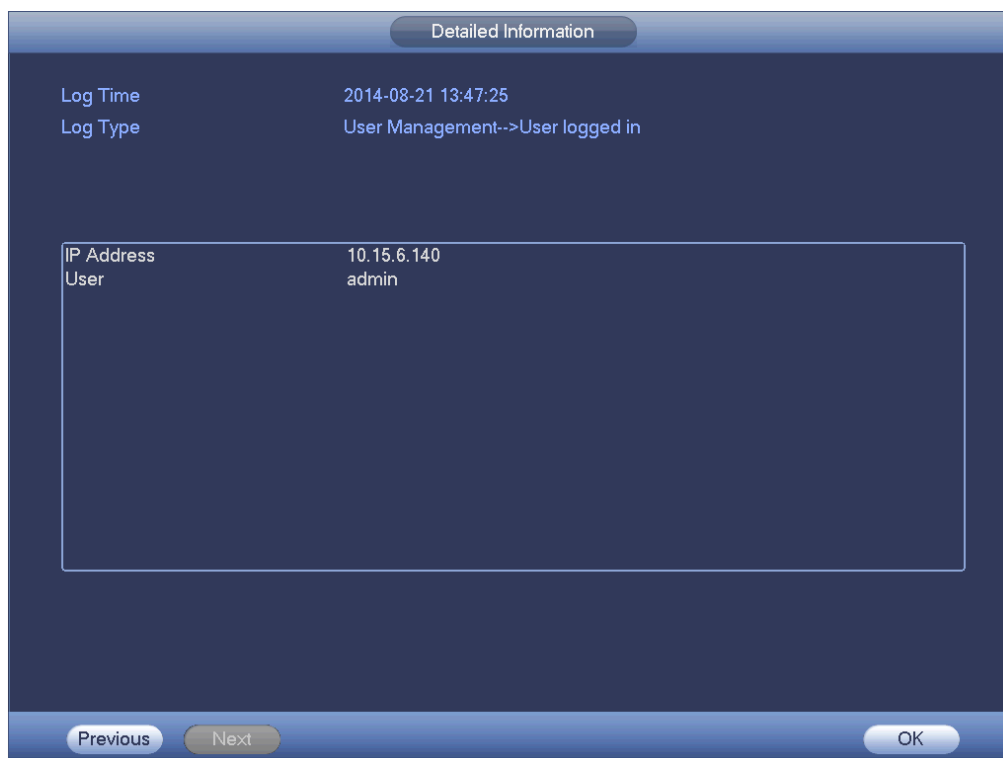 Detailed Information
Log Time 2014-08-21 13:47:25
Log Type User Management-->User logged in
IP Address 10.15.6.140
User admin
Previous Next OK